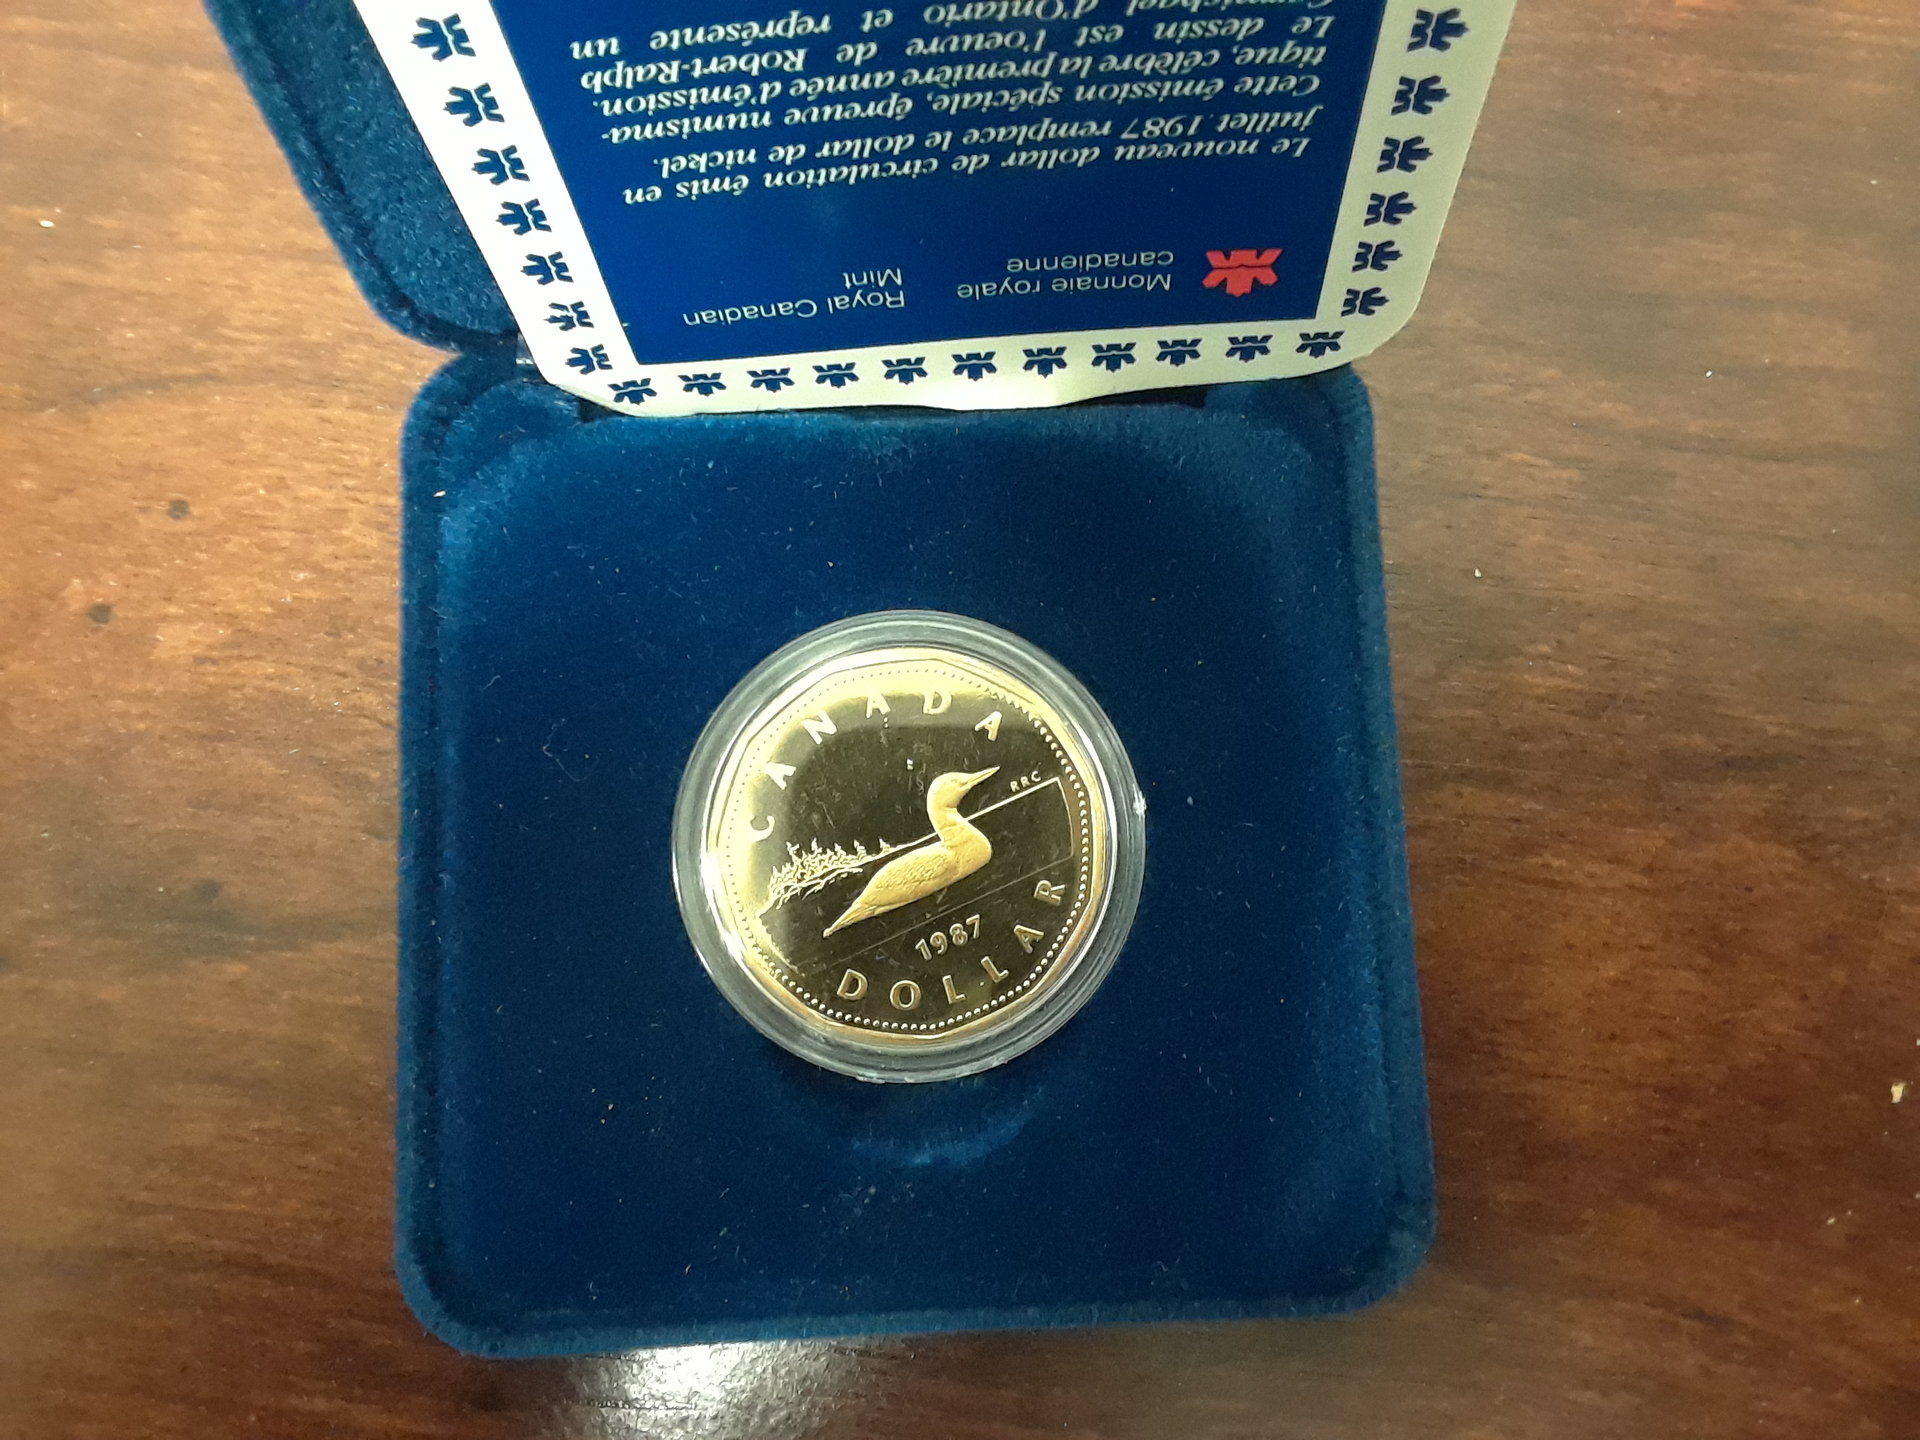 Monnaie royale
canadienne
Royal Canadian
Mint
Le nouveau dollar de circulation émis en
juillet 1987 remplace le dollar de nickel.
Cette émission spéciale, épreuve numisma-
tique, célèbre la première année d'émission.
Le dessin est l'oeuvre de Robert-Ralph
Carmichael d'Ontario et représente un
CANADA
RRC
1987
DOLLAR